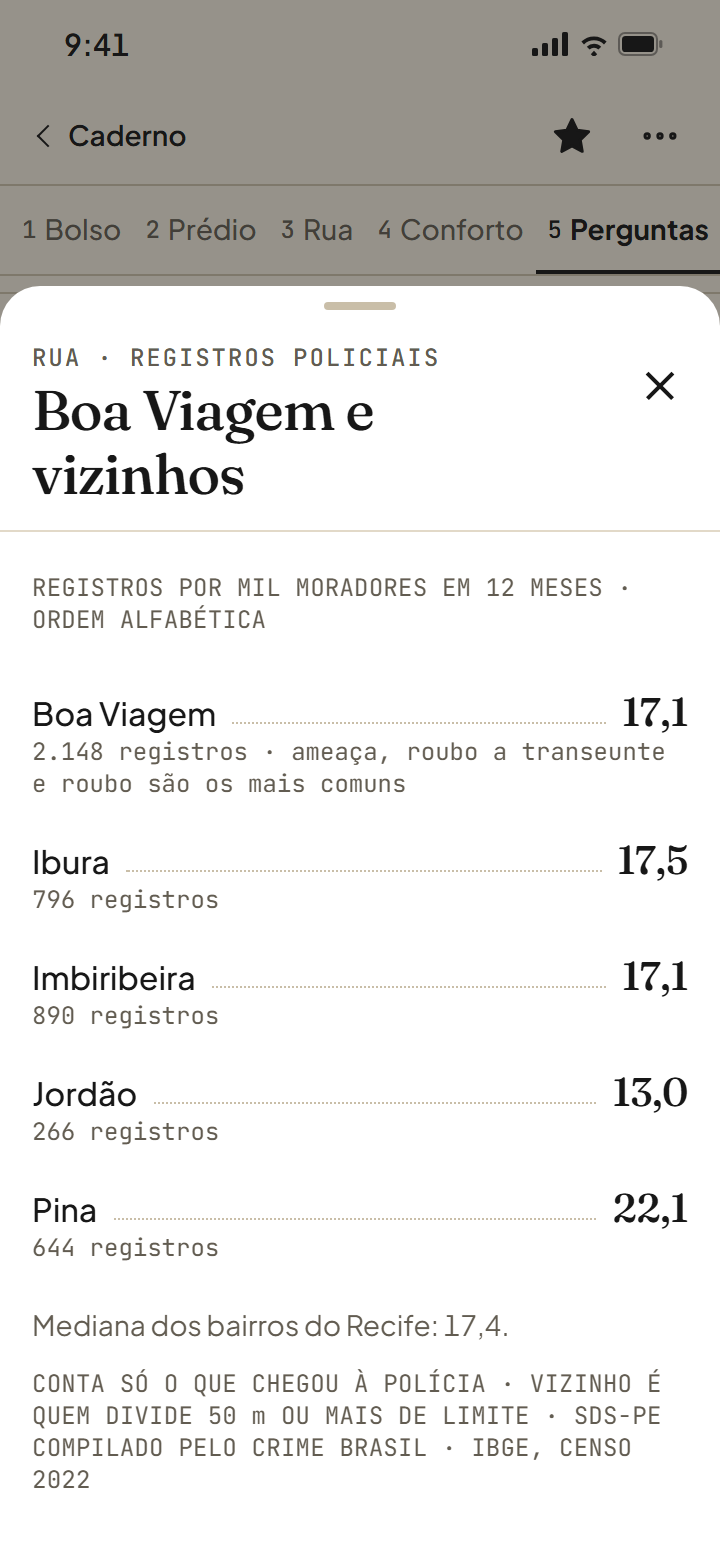 9:41
Caderno
1 Bolso 2 Prédio 3 Rua 4 Conforto 5 Perguntas
RUA · REGISTROS POLICIAIS
Boa Viagem e
vizinhos
REGISTROS POR MIL MORADORES EM 12 MESES ·
ORDEM ALFABÉTICA
Boa Viagem 17,1
2.148 registros · ameaça, roubo a transeunte
e roubo são os mais comuns
Ibura 17,5
796 registros
Imbiribeira 17,1
890 registros
Jordão 13,0
266 registros
Pina 22,1
644 registros
Mediana dos bairros do Recife: 17,4.
CONTA SÓ O QUE CHEGOU À POLÍCIA · VIZINHO É
QUEM DIVIDE 50 m OU MAIS DE LIMITE · SDS-PE
COMPILADO PELO CRIME BRASIL · IBGE, CENSO
2022